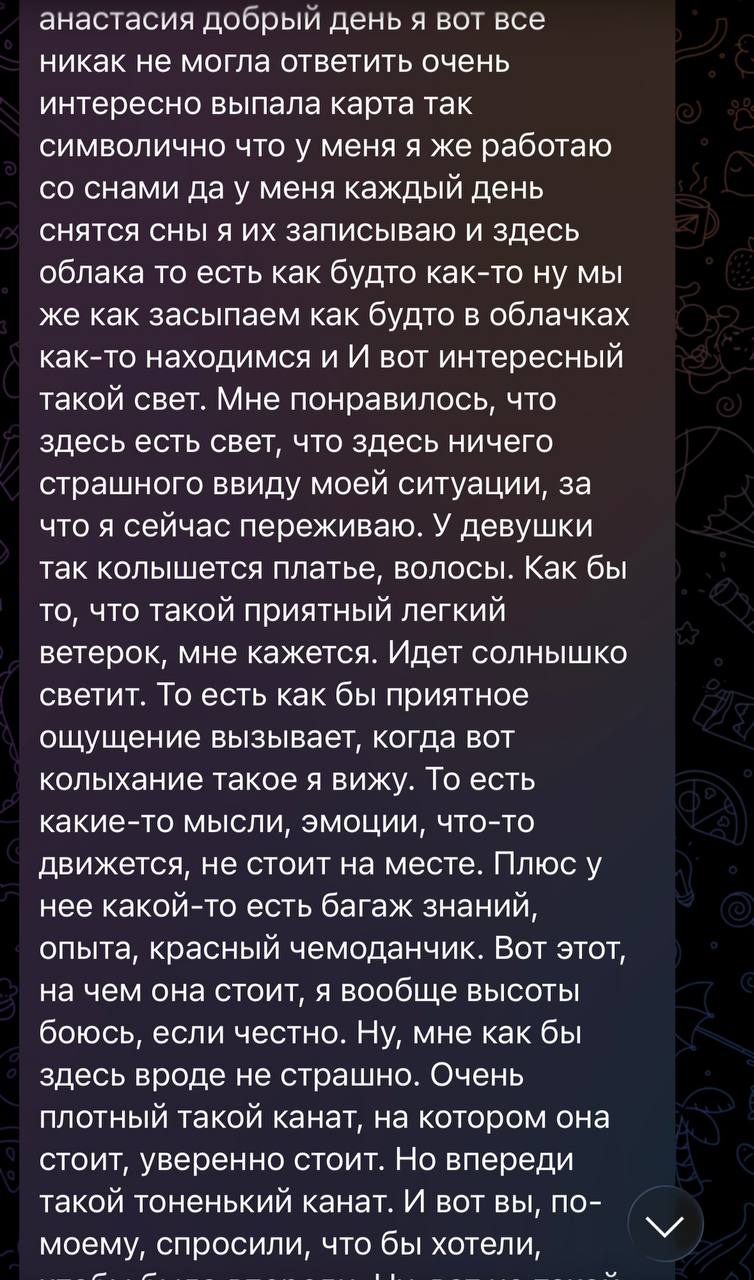 анастасия добрый день я вот все
никак не могла ответить очень
интересно выпала карта так
символично что у меня я же работаю
со снами да у меня каждый день
снятся сны я их записываю и здесь
облака то есть как будто как-то ну мы
же как засыпаем как будто в облачках
как-то находимся и И вот интересный
такой свет. Мне понравилось, что
здесь есть свет, что здесь ничего
страшного ввиду моей ситуации, за
что я сейчас переживаю. У девушки
так колышется платье, волосы. Как бы
то, что такой приятный легкий
ветерок, мне кажется. Идет солнышко
светит. То есть как бы приятное
ощущение вызывает, когда вот
колыхание такое я вижу. То есть
какие-то мысли, эмоции, что-то
движется, не стоит на месте. Плюс у
нее какой-то есть багаж знаний,
опыта, красный чемоданчик. Вот этот,
на чем она стоит, я вообще высоты
боюсь, если честно. Ну, мне как бы
здесь вроде не страшно. Очень
плотный такой канат, на котором она
стоит, уверенно стоит. Но впереди
такой тоненький канат. И вот вы, по-
моему, спросили, что бы хотели,